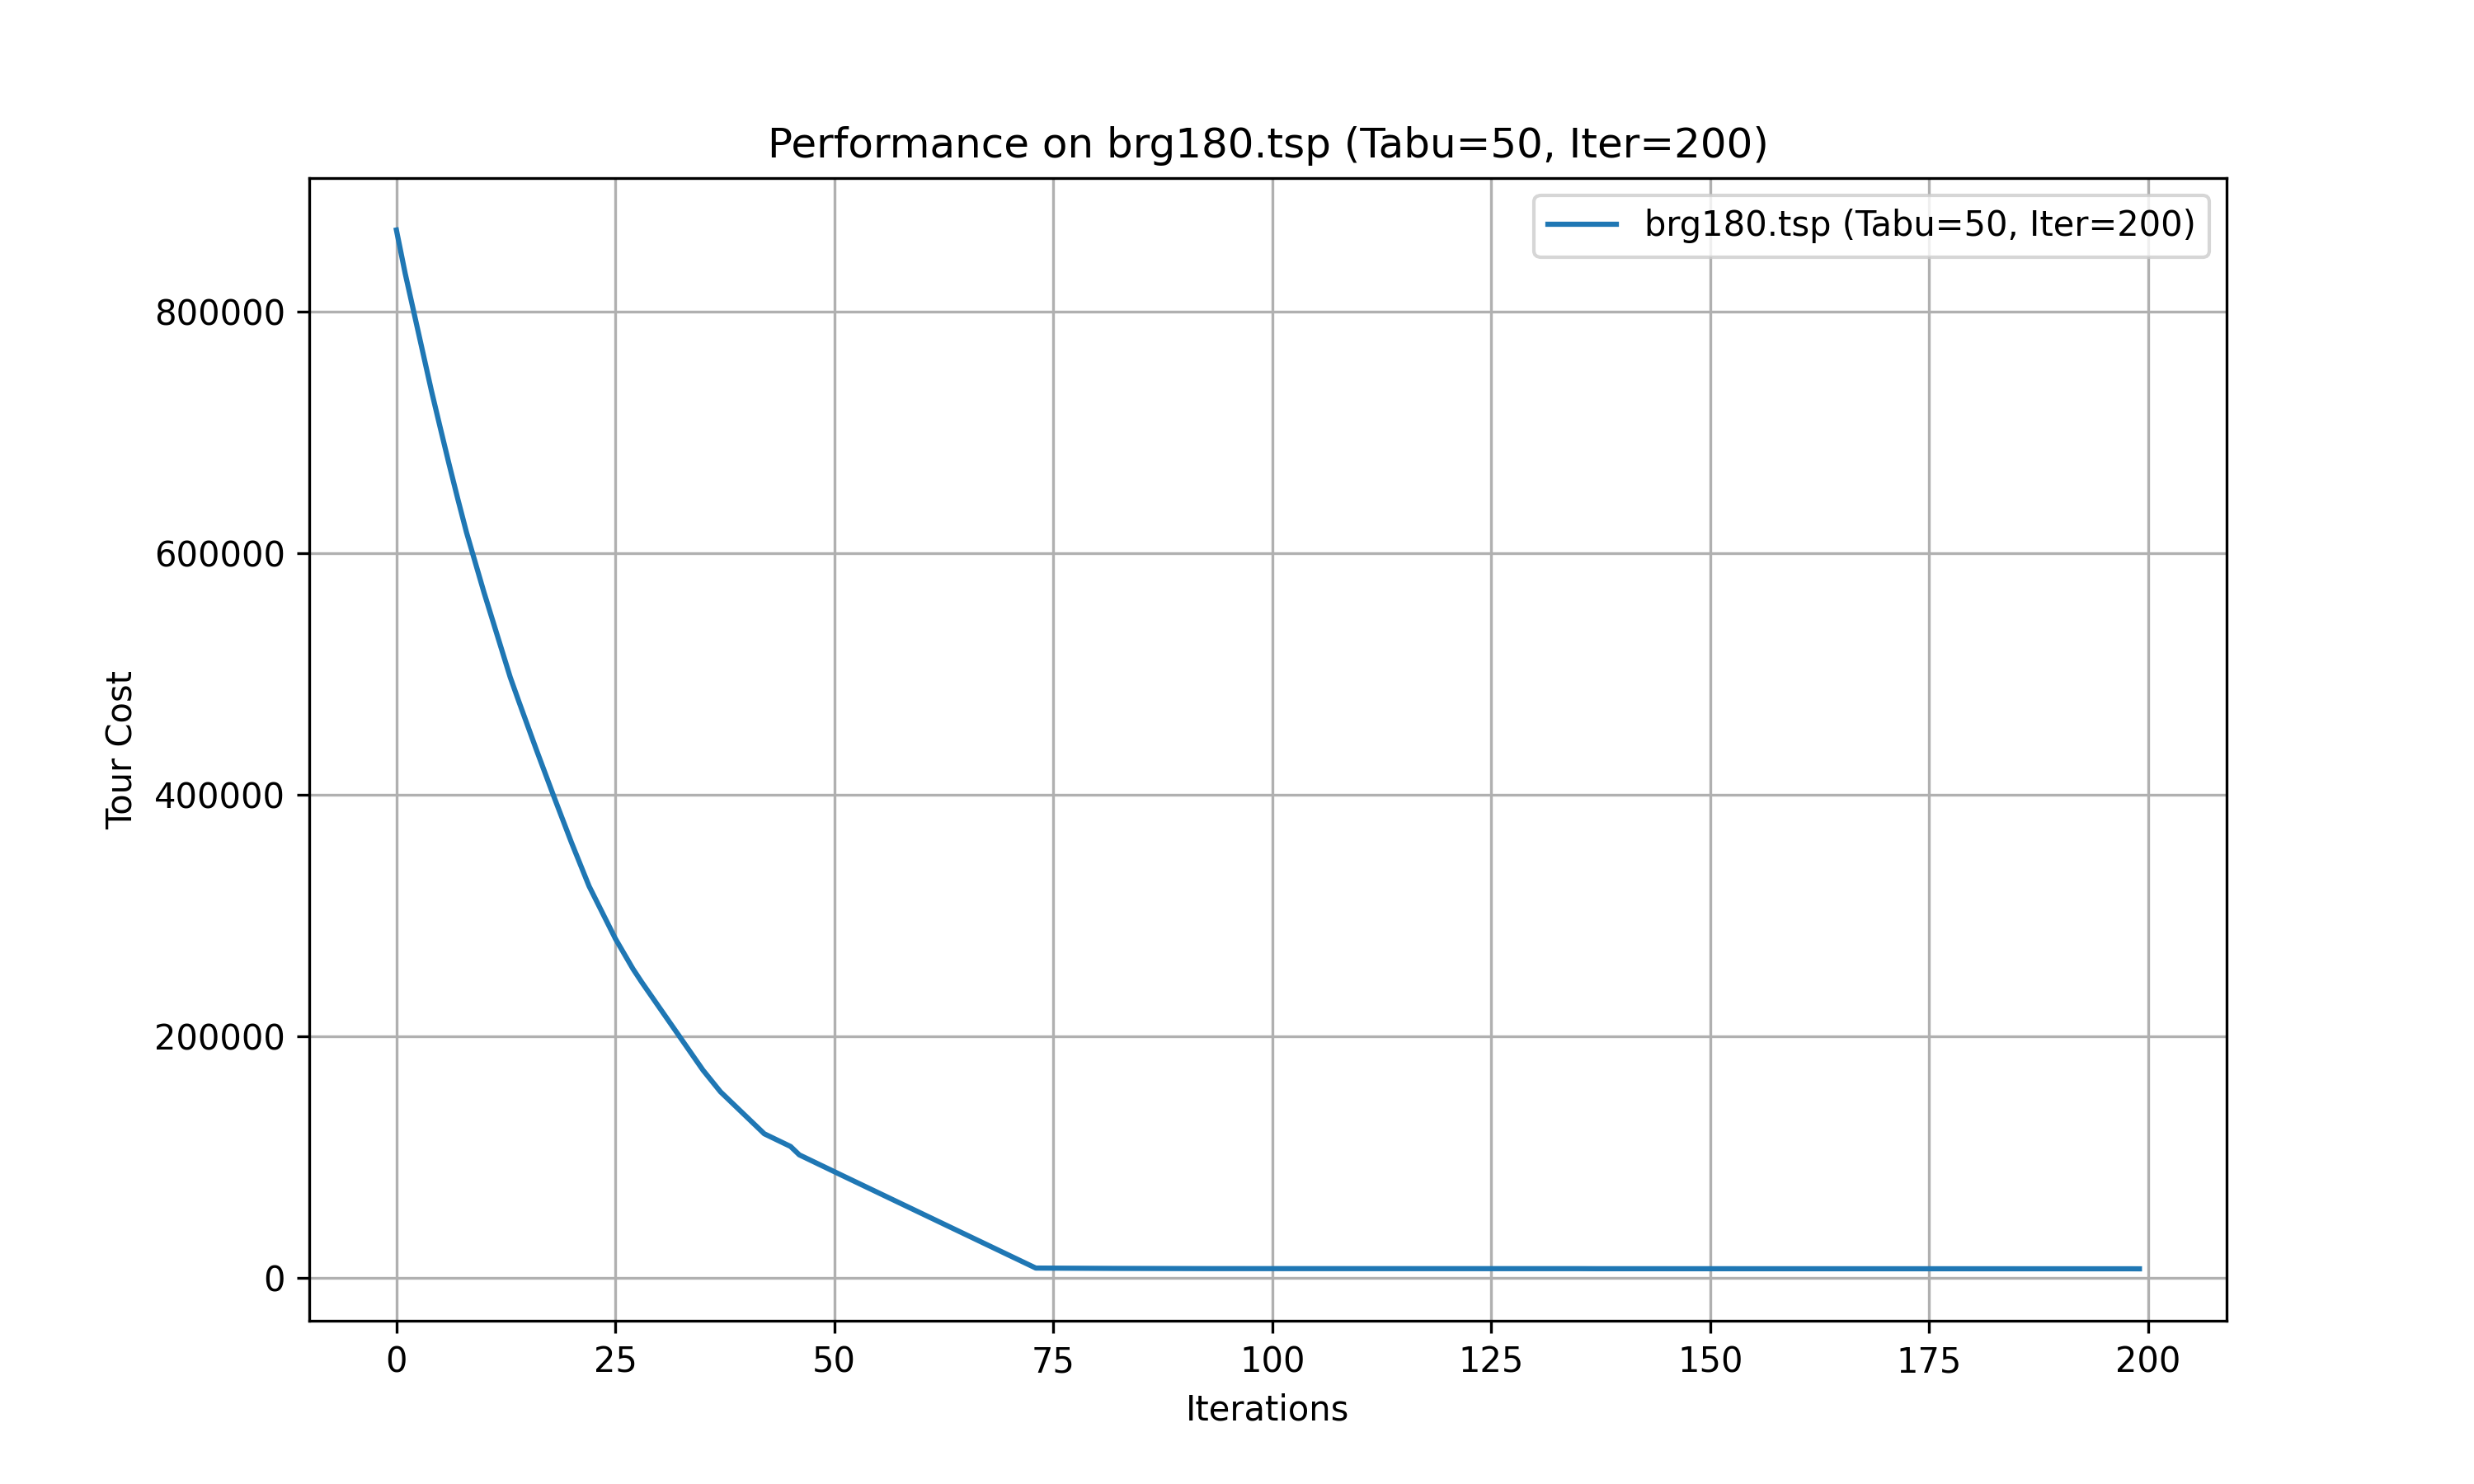 Performance on brg180.tsp (Tabu=50, Iter=200)
brg180.tsp (Tabu=50, Iter=200)
Tour Cost
800000
600000
400000
200000
0
0 25 50 75 100 125 150 175 200
Iterations